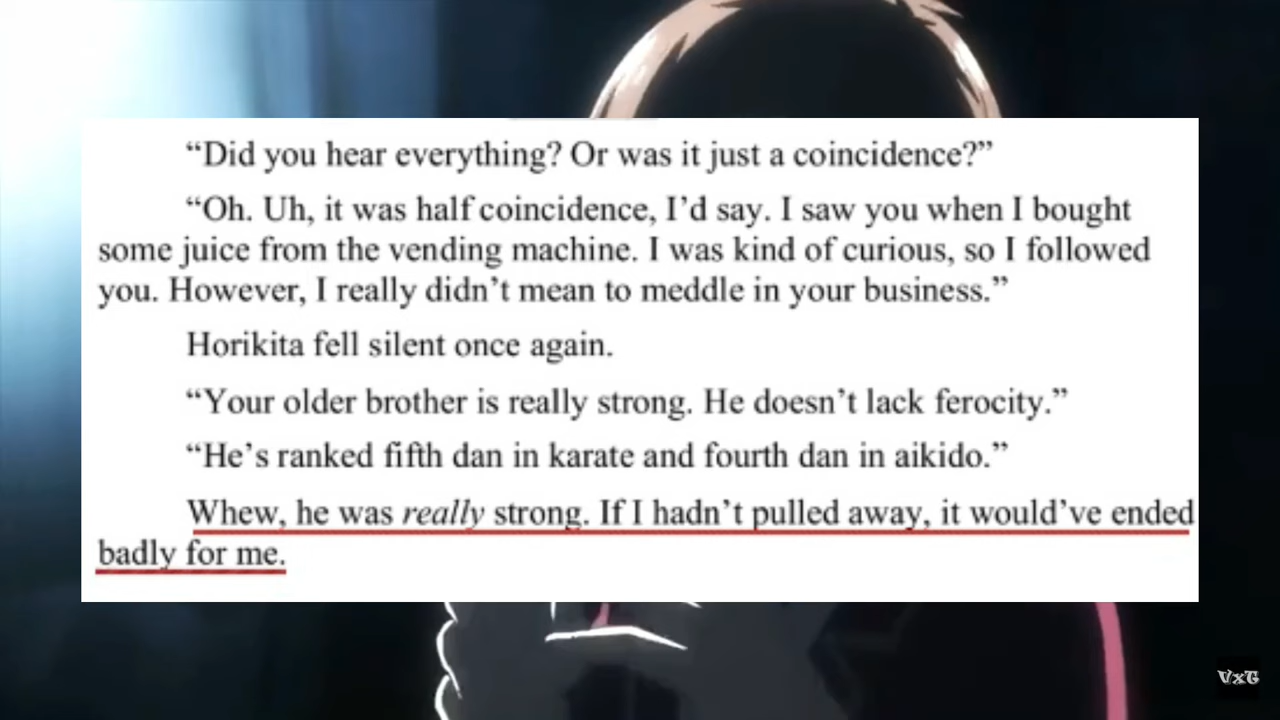 “Did you hear everything? Or was it just a coincidence?”
“Oh. Uh, it was half coincidence, I’d say. I saw you when I bought
some juice from the vending machine. I was kind of curious, so I followed
you. However, I really didn’t mean to meddle in your business.”
Horikita fell silent once again.
“Your older brother is really strong. He doesn’t lack ferocity.”
“He’s ranked fifth dan in karate and fourth dan in aikido.”
Whew, he was really strong. If I hadn’t pulled away, it would’ve ended
badly for me.
VxG